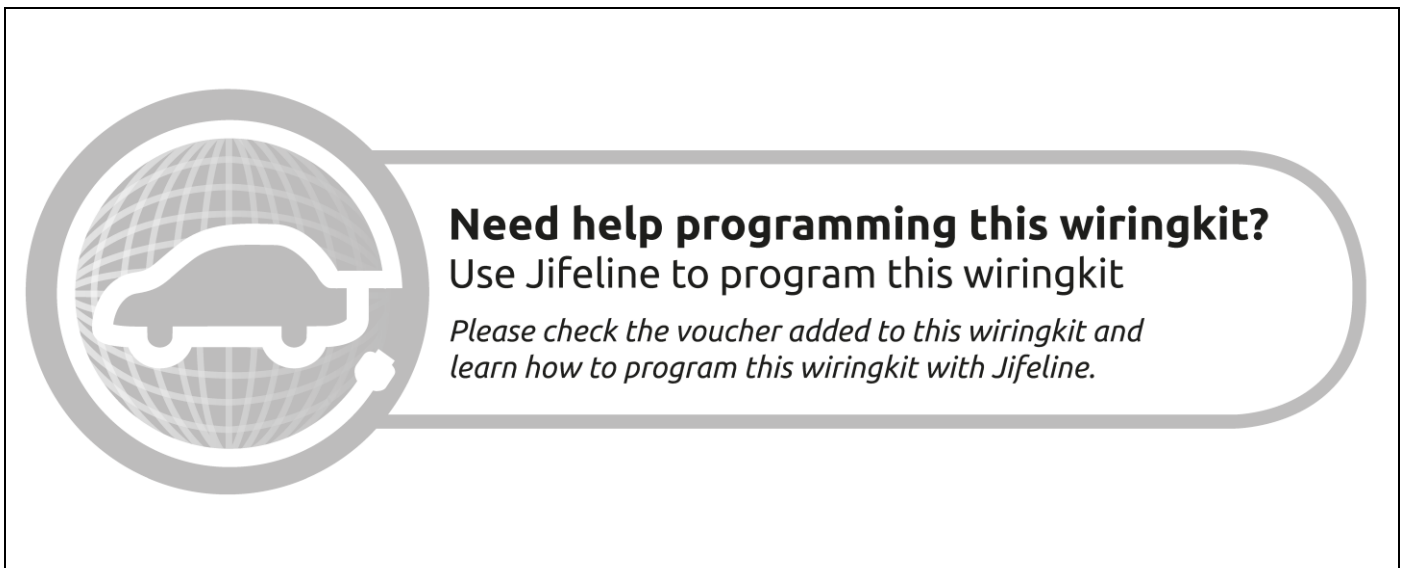 Need help programming this wiringkit?
Use Jifeline to program this wiringkit
Please check the voucher added to this wiringkit and
learn how to program this wiringkit with Jifeline.